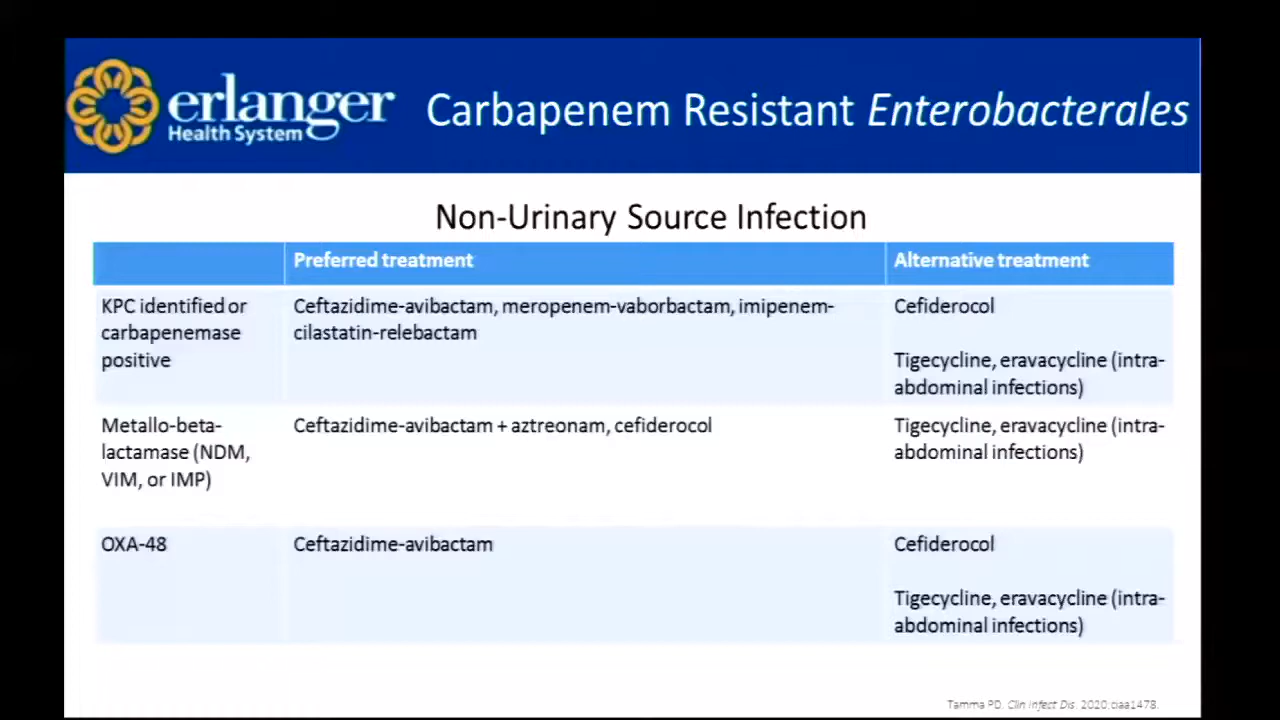 erlanger
Health System
Carbapenem Resistant Enterobacterales
Non-Urinary Source Infection
Preferred treatment
Alternative treatment
KPC identified or
carbapenemase
positive
Ceftazidime-avibactam, meropenem-vaborbactam, imipenem-
cilastatin-relebactam
Cefiderocol
Tigecycline, eravacycline (intra-
abdominal infections)
Metallo-beta-
lactamase (NDM,
VIM, or IMP)
Ceftazidime-avibactam + aztreonam, cefiderocol
Tigecycline, eravacycline (intra-
abdominal infections)
OXA-48
Ceftazidime-avibactam
Cefiderocol
Tigecycline, eravacycline (intra-
abdominal infections)
Tamma PD. Clin Infect Dis. 2020;ciaa1478.